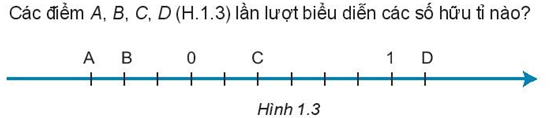 Các điểm A, B, C, D (H.1.3) lần lượt biểu diễn các số hữu tỉ nào?
A B 0 C 1 D
Hình 1.3